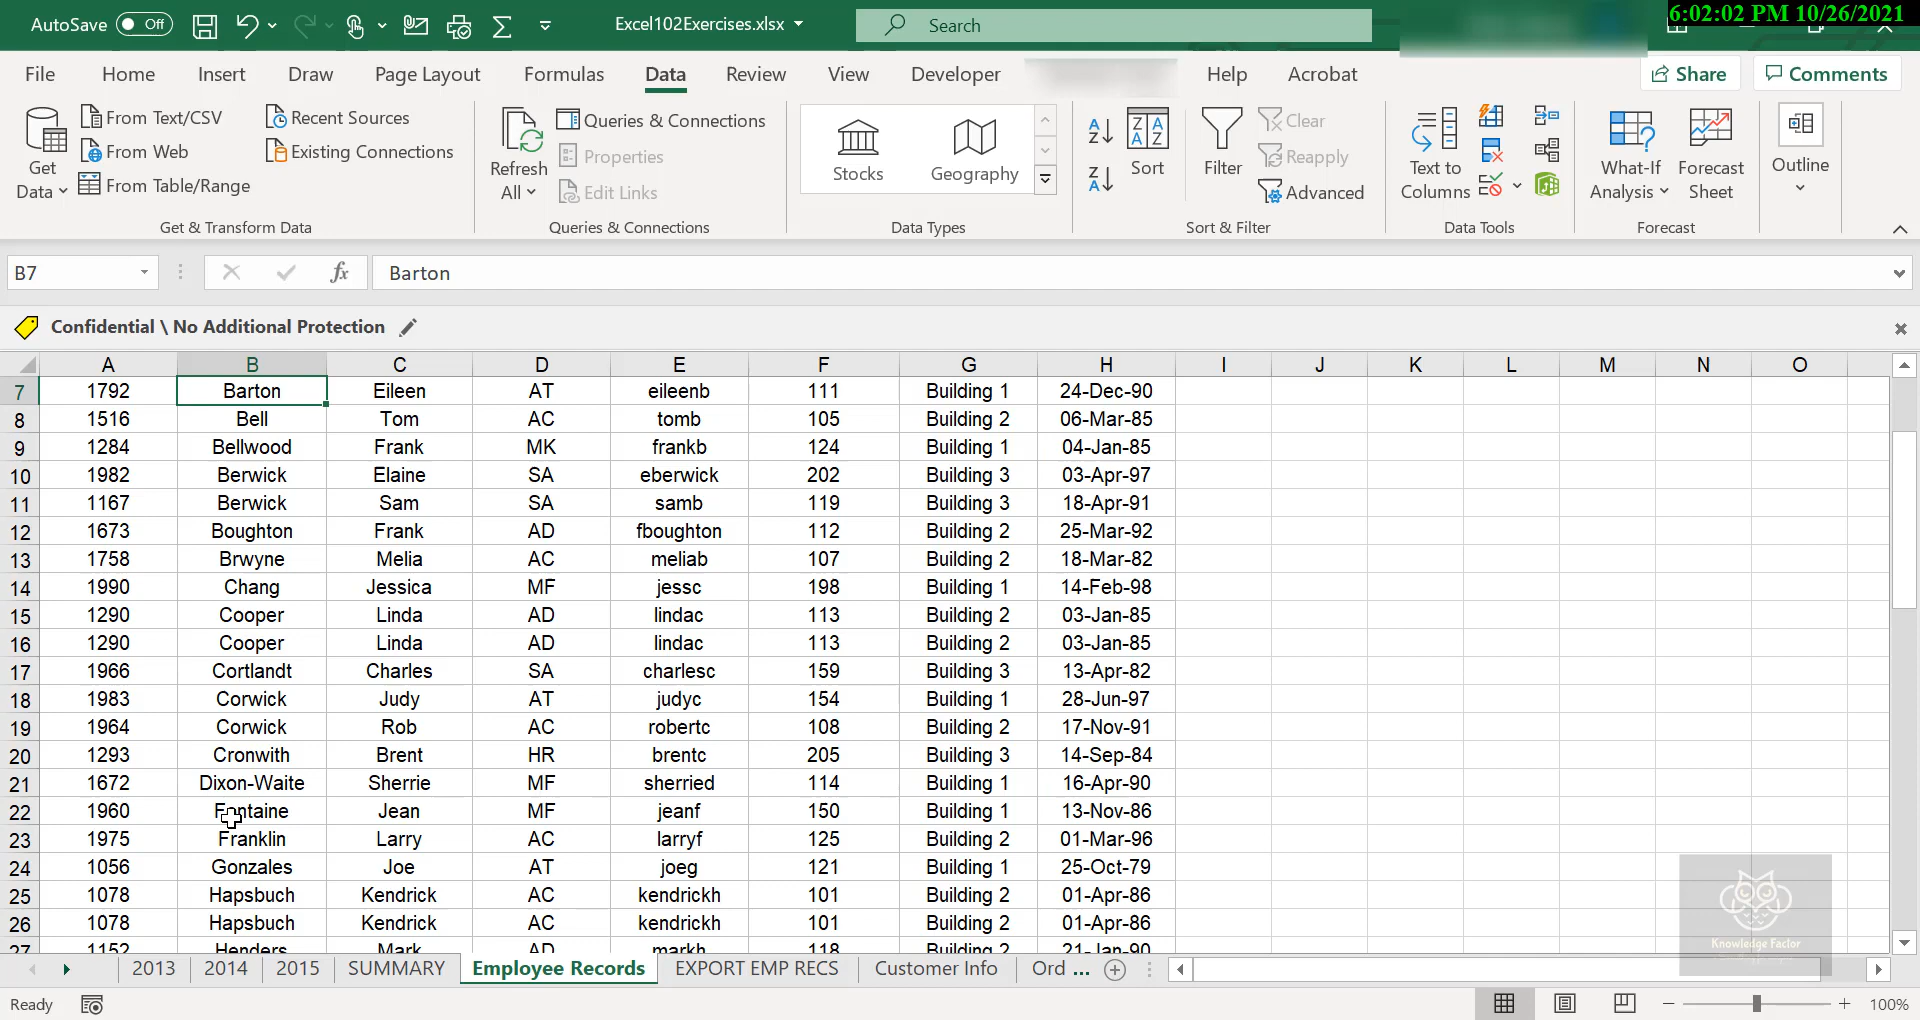 AutoSave Off Excel102Exercises.xlsx Search 6:02:02 PM 10/26/2021
File Home Insert Draw Page Layout Formulas Data Review View Developer Help Acrobat Share Comments
Get Data From Text/CSV Recent Sources
From Web Existing Connections
From Table/Range
Refresh All Queries & Connections
Properties
Edit Links
Stocks Geography
Sort Filter Clear
Reapply
Advanced
Text to Columns What-If Analysis Forecast Sheet Outline
Get & Transform Data Queries & Connections Data Types Sort & Filter Data Tools Forecast
B7 fx Barton
Confidential \ No Additional Protection
A B C D E F G H I J K L M N O
7 1792 Barton Eileen AT eileenb 111 Building 1 24-Dec-90
8 1516 Bell Tom AC tomb 105 Building 2 06-Mar-85
9 1284 Bellwood Frank MK frankb 124 Building 1 04-Jan-85
10 1982 Berwick Elaine SA eberwick 202 Building 3 03-Apr-97
11 1167 Berwick Sam SA samb 119 Building 3 18-Apr-91
12 1673 Boughton Frank AD fboughton 112 Building 2 25-Mar-92
13 1758 Brwyne Melia AC meliab 107 Building 2 18-Mar-82
14 1990 Chang Jessica MF jessc 198 Building 1 14-Feb-98
15 1290 Cooper Linda AD lindac 113 Building 2 03-Jan-85
16 1290 Cooper Linda AD lindac 113 Building 2 03-Jan-85
17 1966 Cortlandt Charles SA charlesc 159 Building 3 13-Apr-82
18 1983 Corwick Judy AT judyc 154 Building 1 28-Jun-97
19 1964 Corwick Rob AC robertc 108 Building 2 17-Nov-91
20 1293 Cronwith Brent HR brentc 205 Building 3 14-Sep-84
21 1672 Dixon-Waite Sherrie MF sherried 114 Building 1 16-Apr-90
22 1960 Fontaine Jean MF jeanf 150 Building 1 13-Nov-86
23 1975 Franklin Larry AC larryf 125 Building 2 01-Mar-96
24 1056 Gonzales Joe AT joeg 121 Building 1 25-Oct-79
25 1078 Hapsbuch Kendrick AC kendrickh 101 Building 2 01-Apr-86
26 1078 Hapsbuch Kendrick AC kendrickh 101 Building 2 01-Apr-86
27 1152 Henders Mark AD markh 118 Building 2 21-Jan-90
Knowledge Factor
2013 2014 2015 SUMMARY Employee Records EXPORT EMP RECS Customer Info Ord ...
Ready 100%